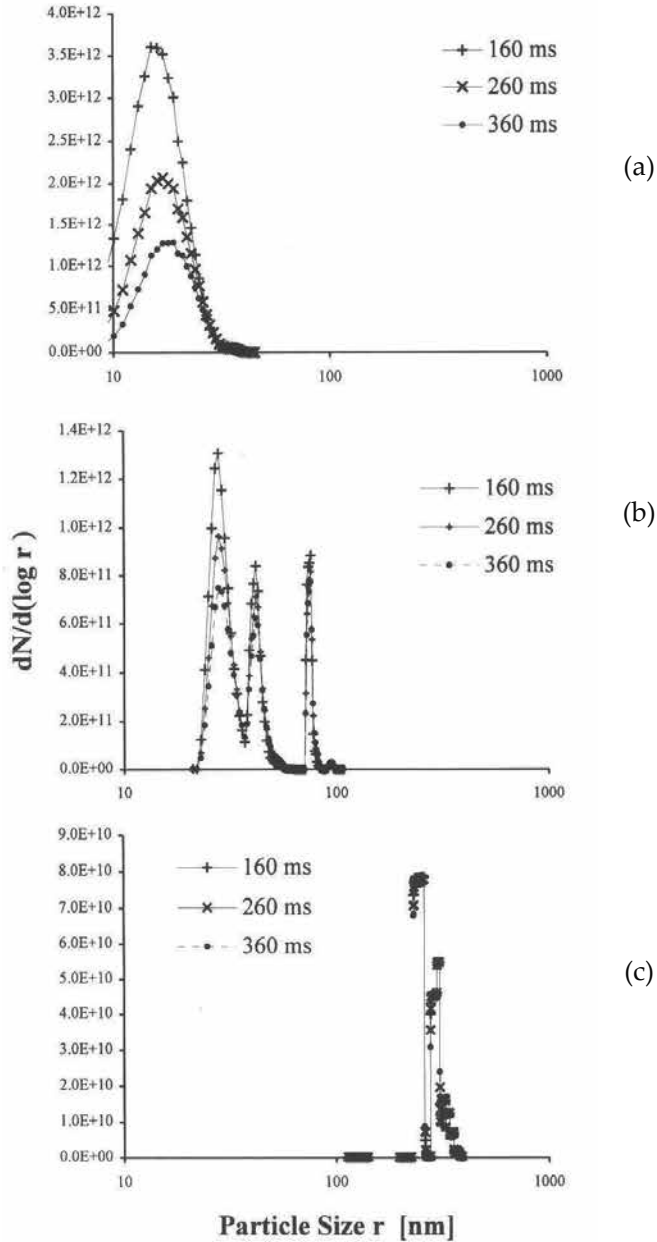 4.0E+12
3.5E+12
3.0E+12
2.5E+12
2.0E+12
1.5E+12
1.0E+12
5.0E+11
0.0E+00
10
100
1000
160 ms
260 ms
360 ms
(a)
1.4E+12
1.2E+12
1.0E+12
8.0E+11
6.0E+11
4.0E+11
2.0E+11
0.0E+00
10
100
1000
160 ms
260 ms
360 ms
(b)
dN/d(log r )
9.0E+10
8.0E+10
7.0E+10
6.0E+10
5.0E+10
4.0E+10
3.0E+10
2.0E+10
1.0E+10
0.0E+00
10
100
1000
160 ms
260 ms
360 ms
(c)
Particle Size r [nm]